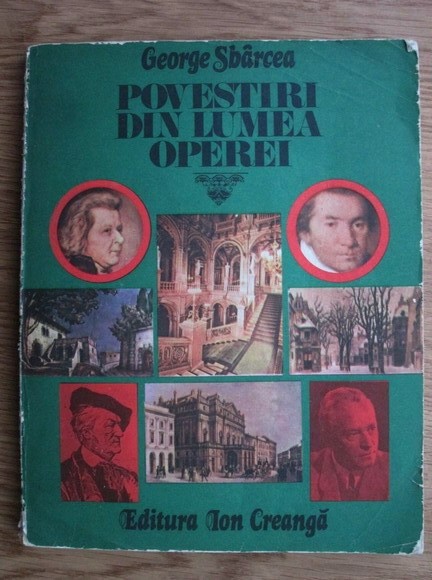 George Sbârcea
POVESTIRI
DIN LUMEA
OPEREI
Editura Ion Creangă